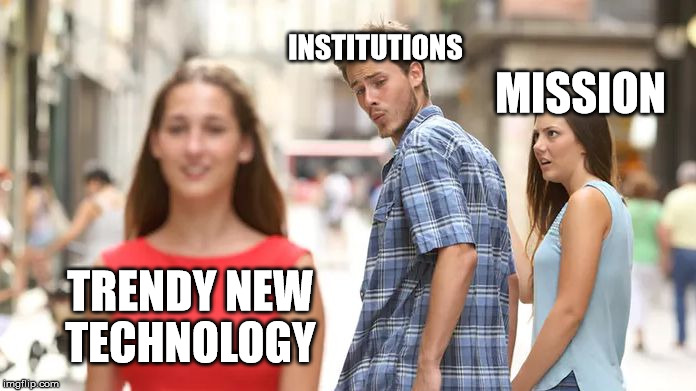 INSTITUTIONS
MISSION
TRENDY NEW
TECHNOLOGY
imgflip.com